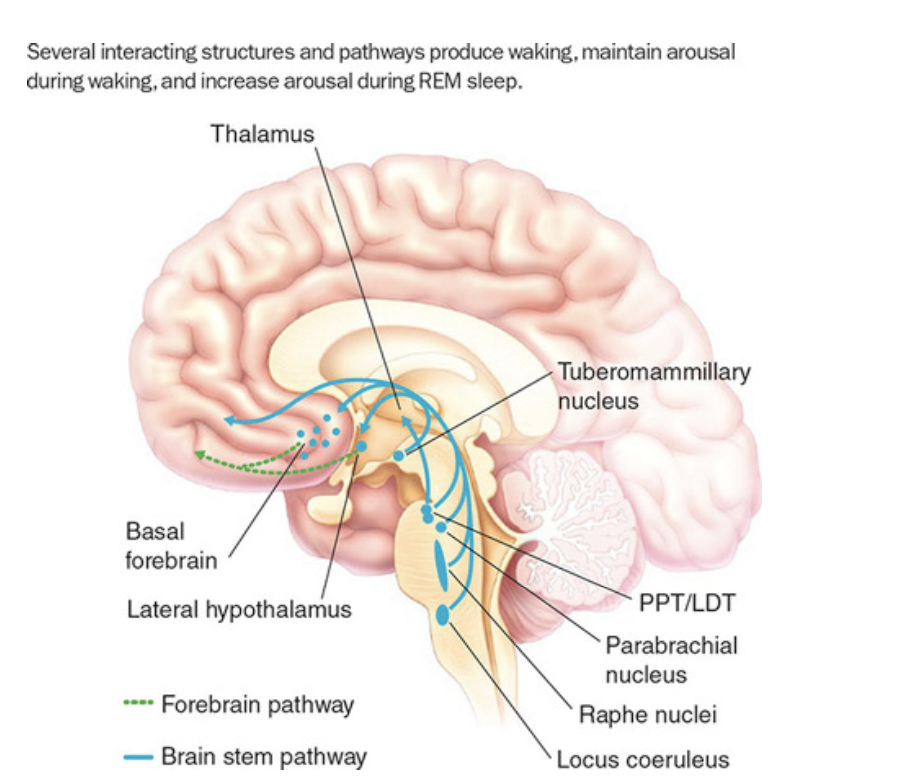 Several interacting structures and pathways produce waking, maintain arousal
during waking, and increase arousal during REM sleep.
Thalamus
Tuberomammillary
nucleus
Basal
forebrain
Lateral hypothalamus
PPT/LDT
Parabrachial
nucleus
Raphe nuclei
Locus coeruleus
Forebrain pathway
Brain stem pathway